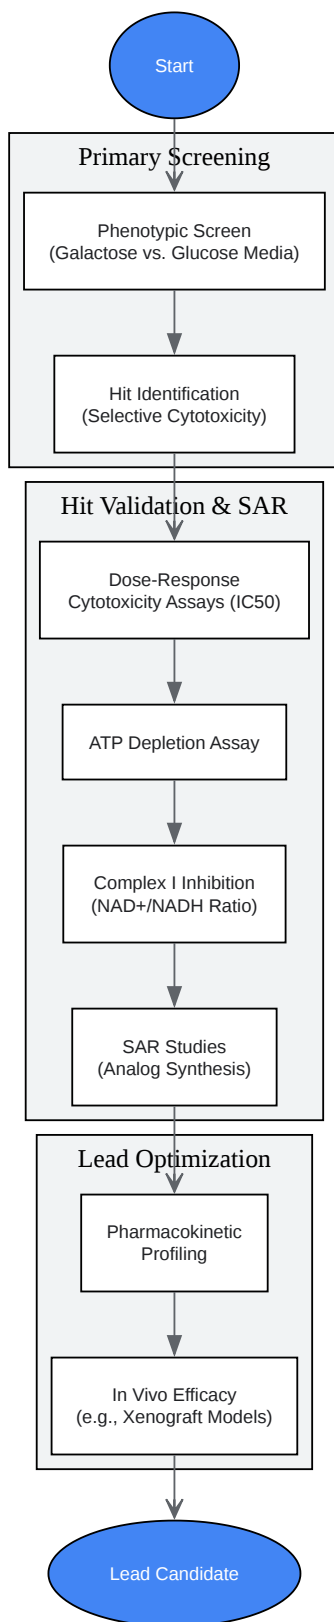 Start
Primary Screening
Phenotypic Screen
(Galactose vs. Glucose Media)
Hit Identification
(Selective Cytotoxicity)
Hit Validation & SAR
Dose-Response
Cytotoxicity Assays (IC50)
ATP Depletion Assay
Complex I Inhibition
(NAD+/NADH Ratio)
SAR Studies
(Analog Synthesis)
Lead Optimization
Pharmacokinetic
Profiling
In Vivo Efficacy
(e.g., Xenograft Models)
Lead Candidate